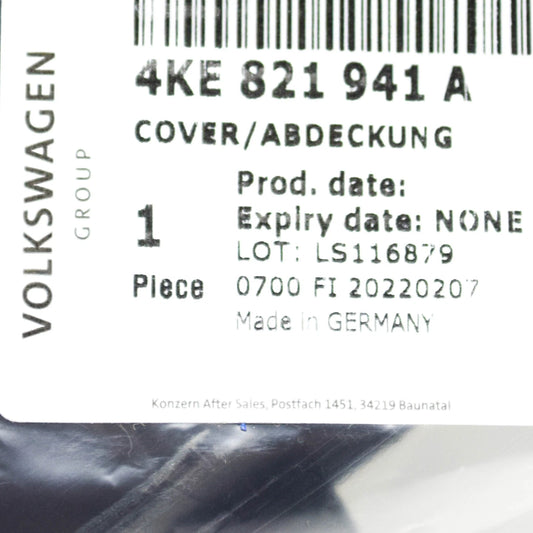 VOLKSWAGEN
GROUP
4KE 821 941 A
COVER/ABDECKUNG
Prod. date:
Expiry date: NONE
1
LOT: LS116879
Piece
0700 FI 20220207
Made in GERMANY
Konzern After Sales, Postfach 1451, 34219 Baunatal